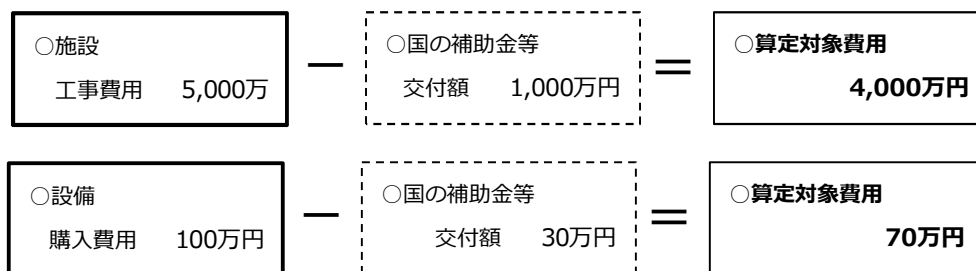 ○施設
工事費用 5,000万
－
○国の補助金等
交付額 1,000万円
＝
○算定対象費用
4,000万円
○設備
購入費用 100万円
－
○国の補助金等
交付額 30万円
＝
○算定対象費用
70万円